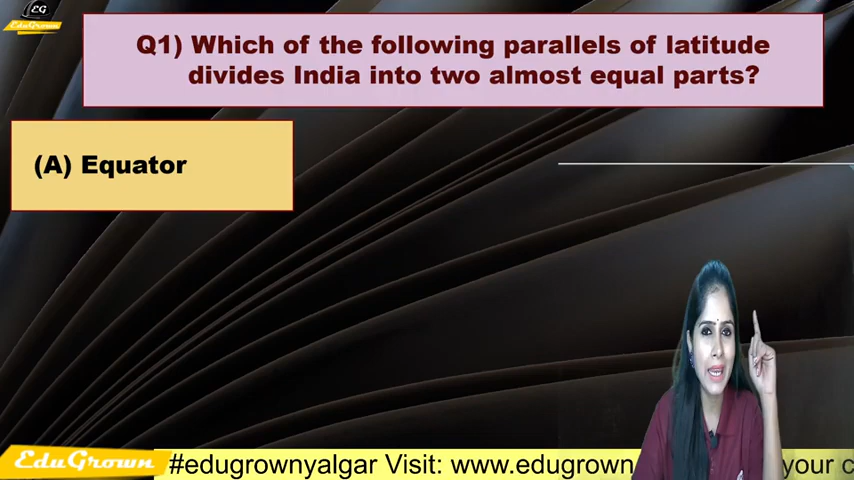 EG
EduGrown
Q1) Which of the following parallels of latitude
divides India into two almost equal parts?
(A) Equator
EduGrown
#edugrownyalgar Visit: www.edugrown your c